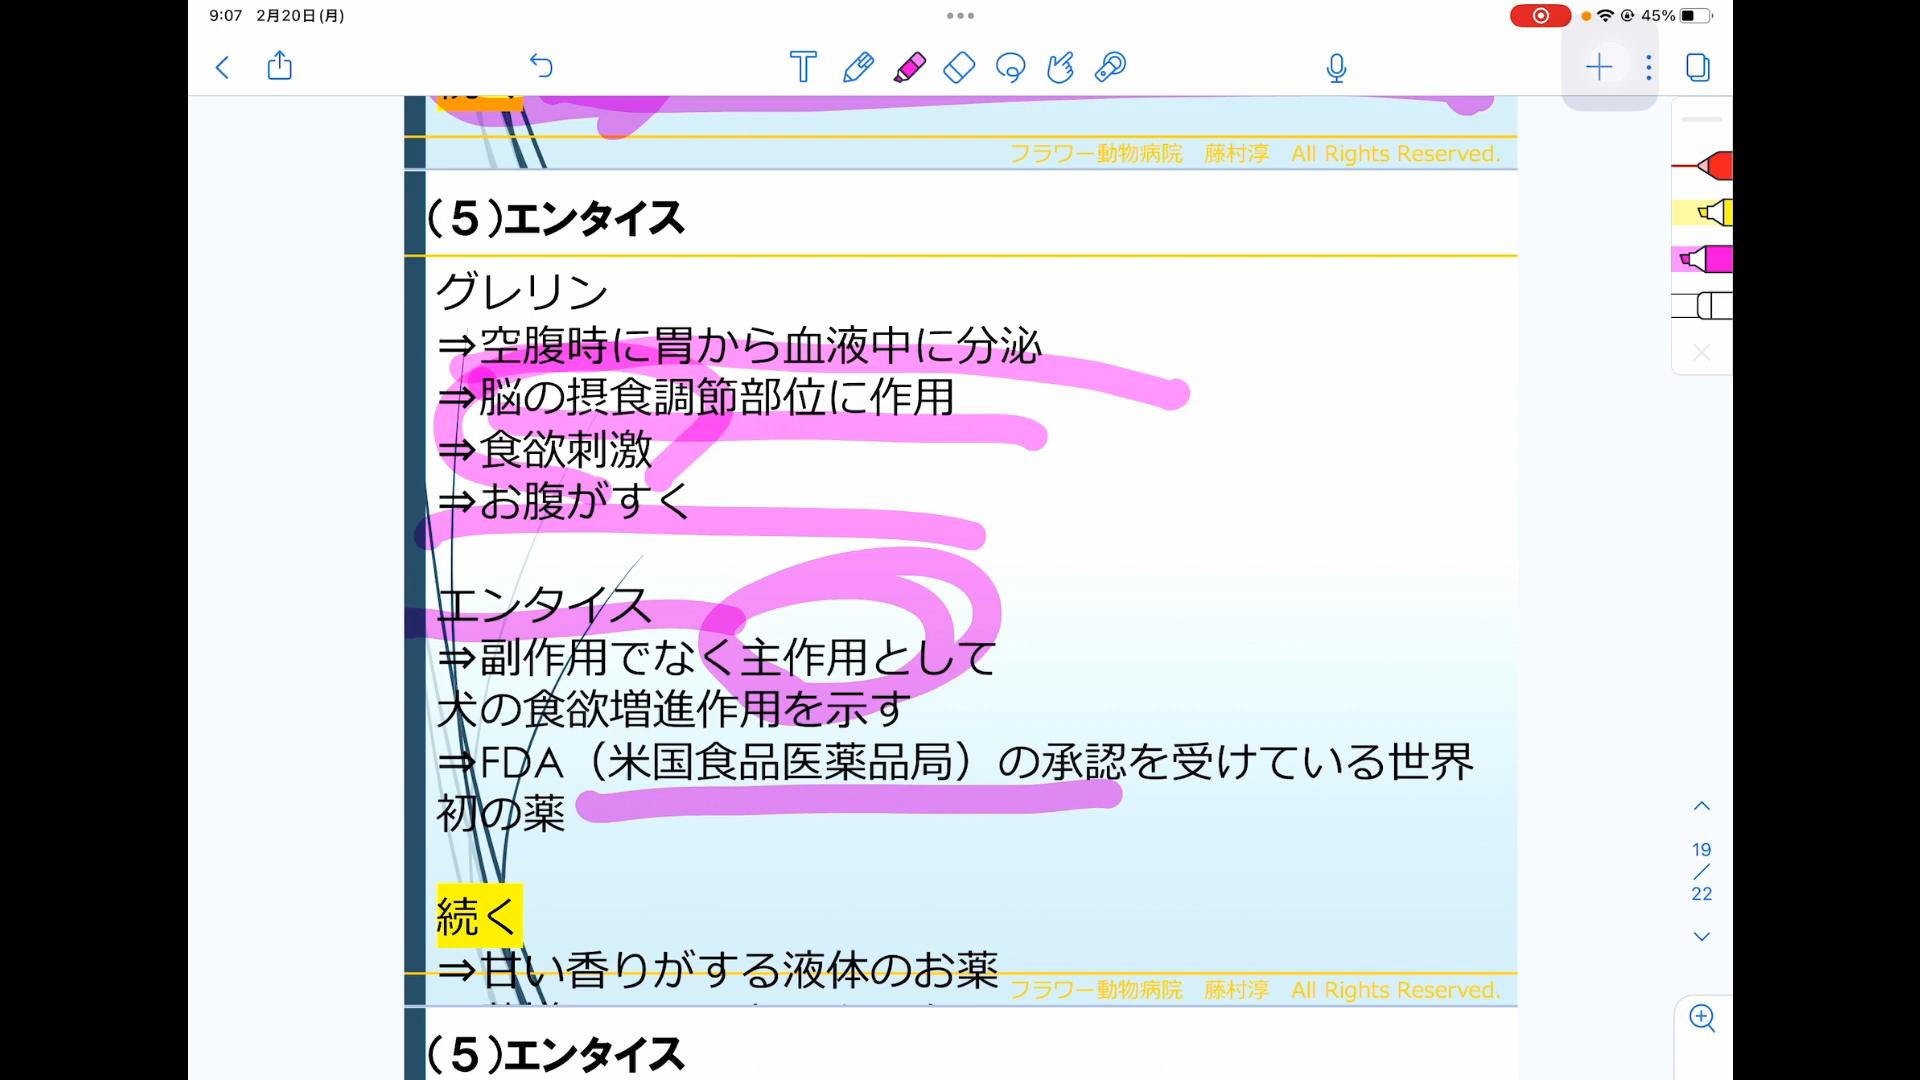 9:07 2月20日(月)
45%
フラワー動物病院 藤村淳 All Rights Reserved.
(5)エンタイス
グレリン
⇒空腹時に胃から血液中に分泌
⇒脳の摂食調節部位に作用
⇒食欲刺激
⇒お腹がすく
エンタイス
⇒副作用でなく主作用として
犬の食欲増進作用を示す
⇒FDA(米国食品医薬品局)の承認を受けている世界
初の薬
続く
⇒甘い香りがする液体のお薬
フラワー動物病院 藤村淳 All Rights Reserved.
(5)エンタイス
19
/
22